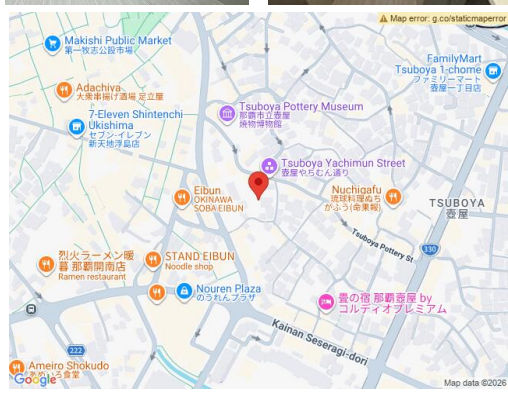 Map error: g.co/staticmaperror
Makishi Public Market
第一牧志公設市場
FamilyMart
Tsuboya 1-chome
ファミリーマート
壺屋一丁目店
Adachiya
大衆串揚げ酒場 足立屋
7-Eleven Shintenchi
Ukishima
セブン-イレブン
新天地浮島店
Tsuboya Pottery Museum
那覇市立壺屋
焼物博物館
Tsuboya Yachimun Street
壺屋やちむん通り
Eibun
OKINAWA
SOBA EIBUN
Nuchigafu
琉球料理ぬち
がふう(命果報)
TSUBOYA
壺屋
Tsuboya Pottery St
330
烈火ラーメン暖
暮 那覇開南店
Ramen restaurant
STAND EIBUN
Noodle shop
Nouren Plaza
のうれんプラザ
畳の宿 那覇壺屋 by
コルディオプレミアム
Kainan Seseragi-dori
222
Ameiro Shokudo
あめいろ食堂
Google
Map data ©2026